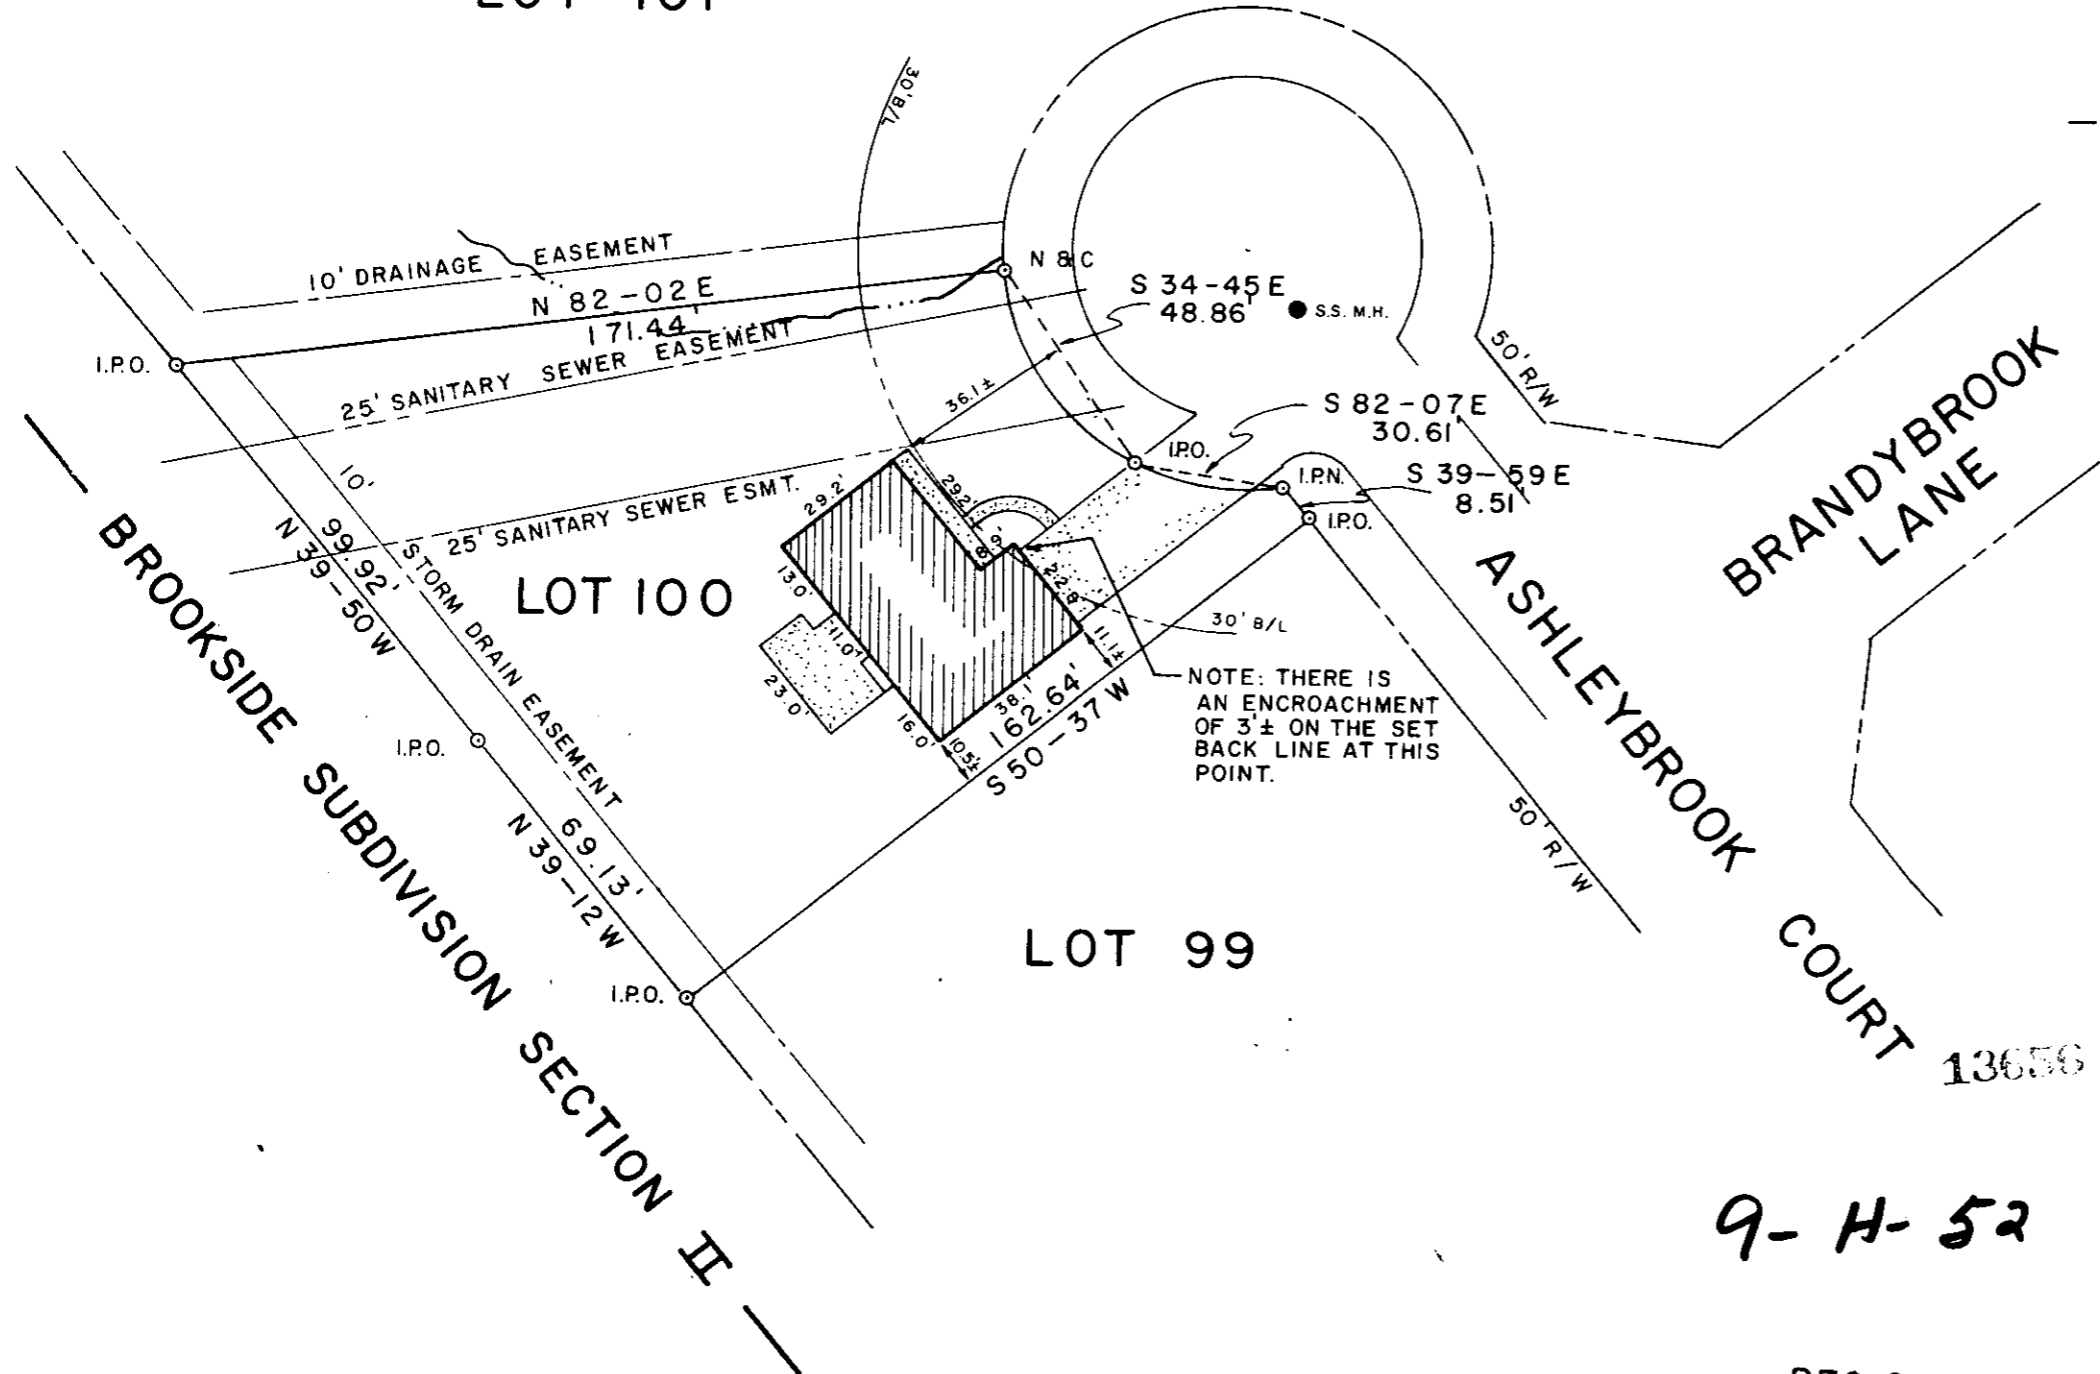 30' B/L
10' DRAINAGE EASEMENT
N 82-02 E
171.44'
N & C
S 34-45 E
48.86'
S.S. M.H.
50' R/W
I.P.O.
25' SANITARY SEWER EASEMENT
36.1±
S 82-07 E
30.61'
I.P.O.
I.P.N.
S 39-59 E
8.51'
I.P.O.
BRANDYBROOK
LANE
10'
STORM DRAIN EASEMENT
25' SANITARY SEWER ESMT.
29.2'
29.2'
8.9'
22.8'
13.0'
11.0'
23.0'
16.0'
38.1'
11.1±
10.5±
99.92'
N 39-50 W
LOT 100
30' B/L
162.64'
S 50-37 W
NOTE: THERE IS
AN ENCROACHMENT
OF 3'± ON THE SET
BACK LINE AT THIS
POINT.
ASHLEYBROOK COURT
50' R/W
I.P.O.
69.13'
N 39-12 W
I.P.O.
BROOKSIDE SUBDIVISION SECTION II
LOT 99
13656
9- H- 52